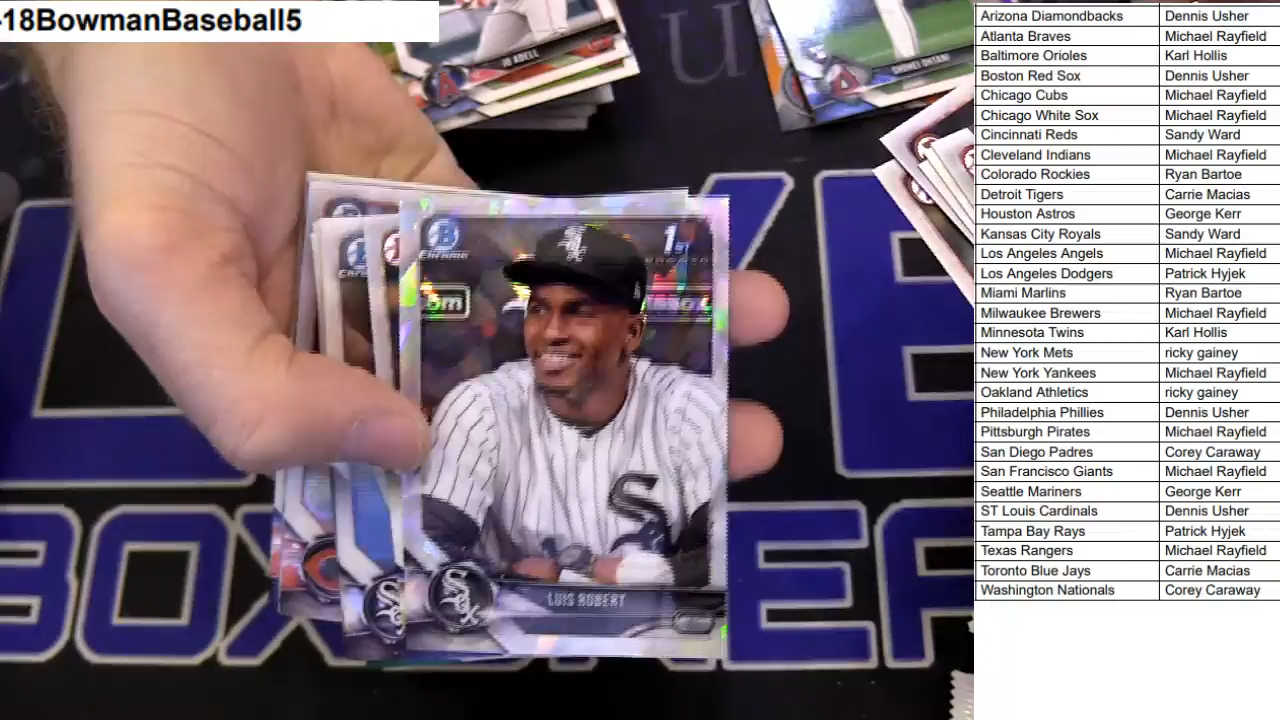 -18BowmanBaseball5
JO ADELL
SHOHEI OHTANI
Chrome
1ST
BOWMAN
Sox
LUIS ROBERT
Arizona Diamondbacks Dennis Usher
Atlanta Braves Michael Rayfield
Baltimore Orioles Karl Hollis
Boston Red Sox Dennis Usher
Chicago Cubs Michael Rayfield
Chicago White Sox Michael Rayfield
Cincinnati Reds Sandy Ward
Cleveland Indians Michael Rayfield
Colorado Rockies Ryan Bartoe
Detroit Tigers Carrie Macias
Houston Astros George Kerr
Kansas City Royals Sandy Ward
Los Angeles Angels Michael Rayfield
Los Angeles Dodgers Patrick Hyjek
Miami Marlins Ryan Bartoe
Milwaukee Brewers Michael Rayfield
Minnesota Twins Karl Hollis
New York Mets ricky gainey
New York Yankees Michael Rayfield
Oakland Athletics ricky gainey
Philadelphia Phillies Dennis Usher
Pittsburgh Pirates Michael Rayfield
San Diego Padres Corey Caraway
San Francisco Giants Michael Rayfield
Seattle Mariners George Kerr
ST Louis Cardinals Dennis Usher
Tampa Bay Rays Patrick Hyjek
Texas Rangers Michael Rayfield
Toronto Blue Jays Carrie Macias
Washington Nationals Corey Caraway